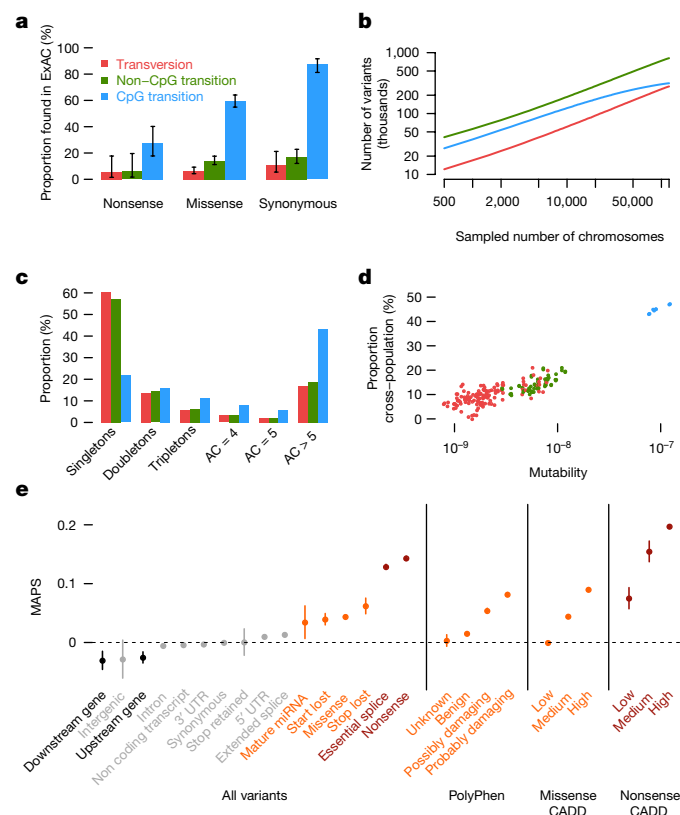 a
Proportion found in ExAC (%)
100
80
60
40
20
0
Transversion
Non–CpG transition
CpG transition
Nonsense
Missense
Synonymous
b
Number of variants
(thousands)
1,000
500
200
100
50
20
10
500
2,000
10,000
50,000
Sampled number of chromosomes
c
Proportion (%)
60
50
40
30
20
10
0
Singletons
Doubletons
Tripletons
AC = 4
AC = 5
AC > 5
d
Proportion
cross–population (%)
50
40
30
20
10
0
10⁻⁹
10⁻⁸
10⁻⁷
Mutability
e
MAPS
0.2
0.1
0
Downstream gene
Intergenic
Upstream gene
Intron
Non coding transcript
3′ UTR
Synonymous
Stop retained
5′ UTR
Extended splice
Mature miRNA
Start lost
Missense
Stop lost
Essential splice
Nonsense
Unknown
Benign
Possibly damaging
Probably damaging
Low
Medium
High
Low
Medium
High
All variants
PolyPhen
Missense
CADD
Nonsense
CADD